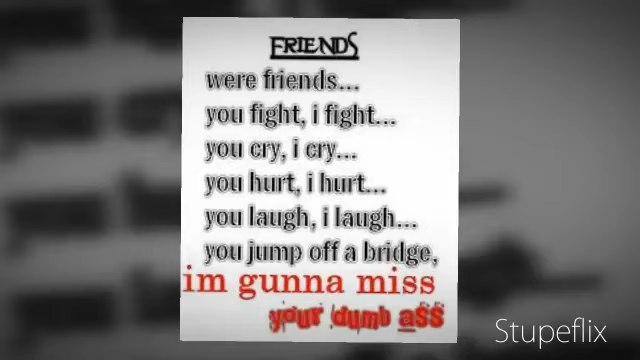 FRIENDS
were friends...
you fight, i fight...
you cry, i cry...
you hurt, i hurt...
you laugh, i laugh...
you jump off a bridge,
im gunna miss
your dumb ass
Stupeflix